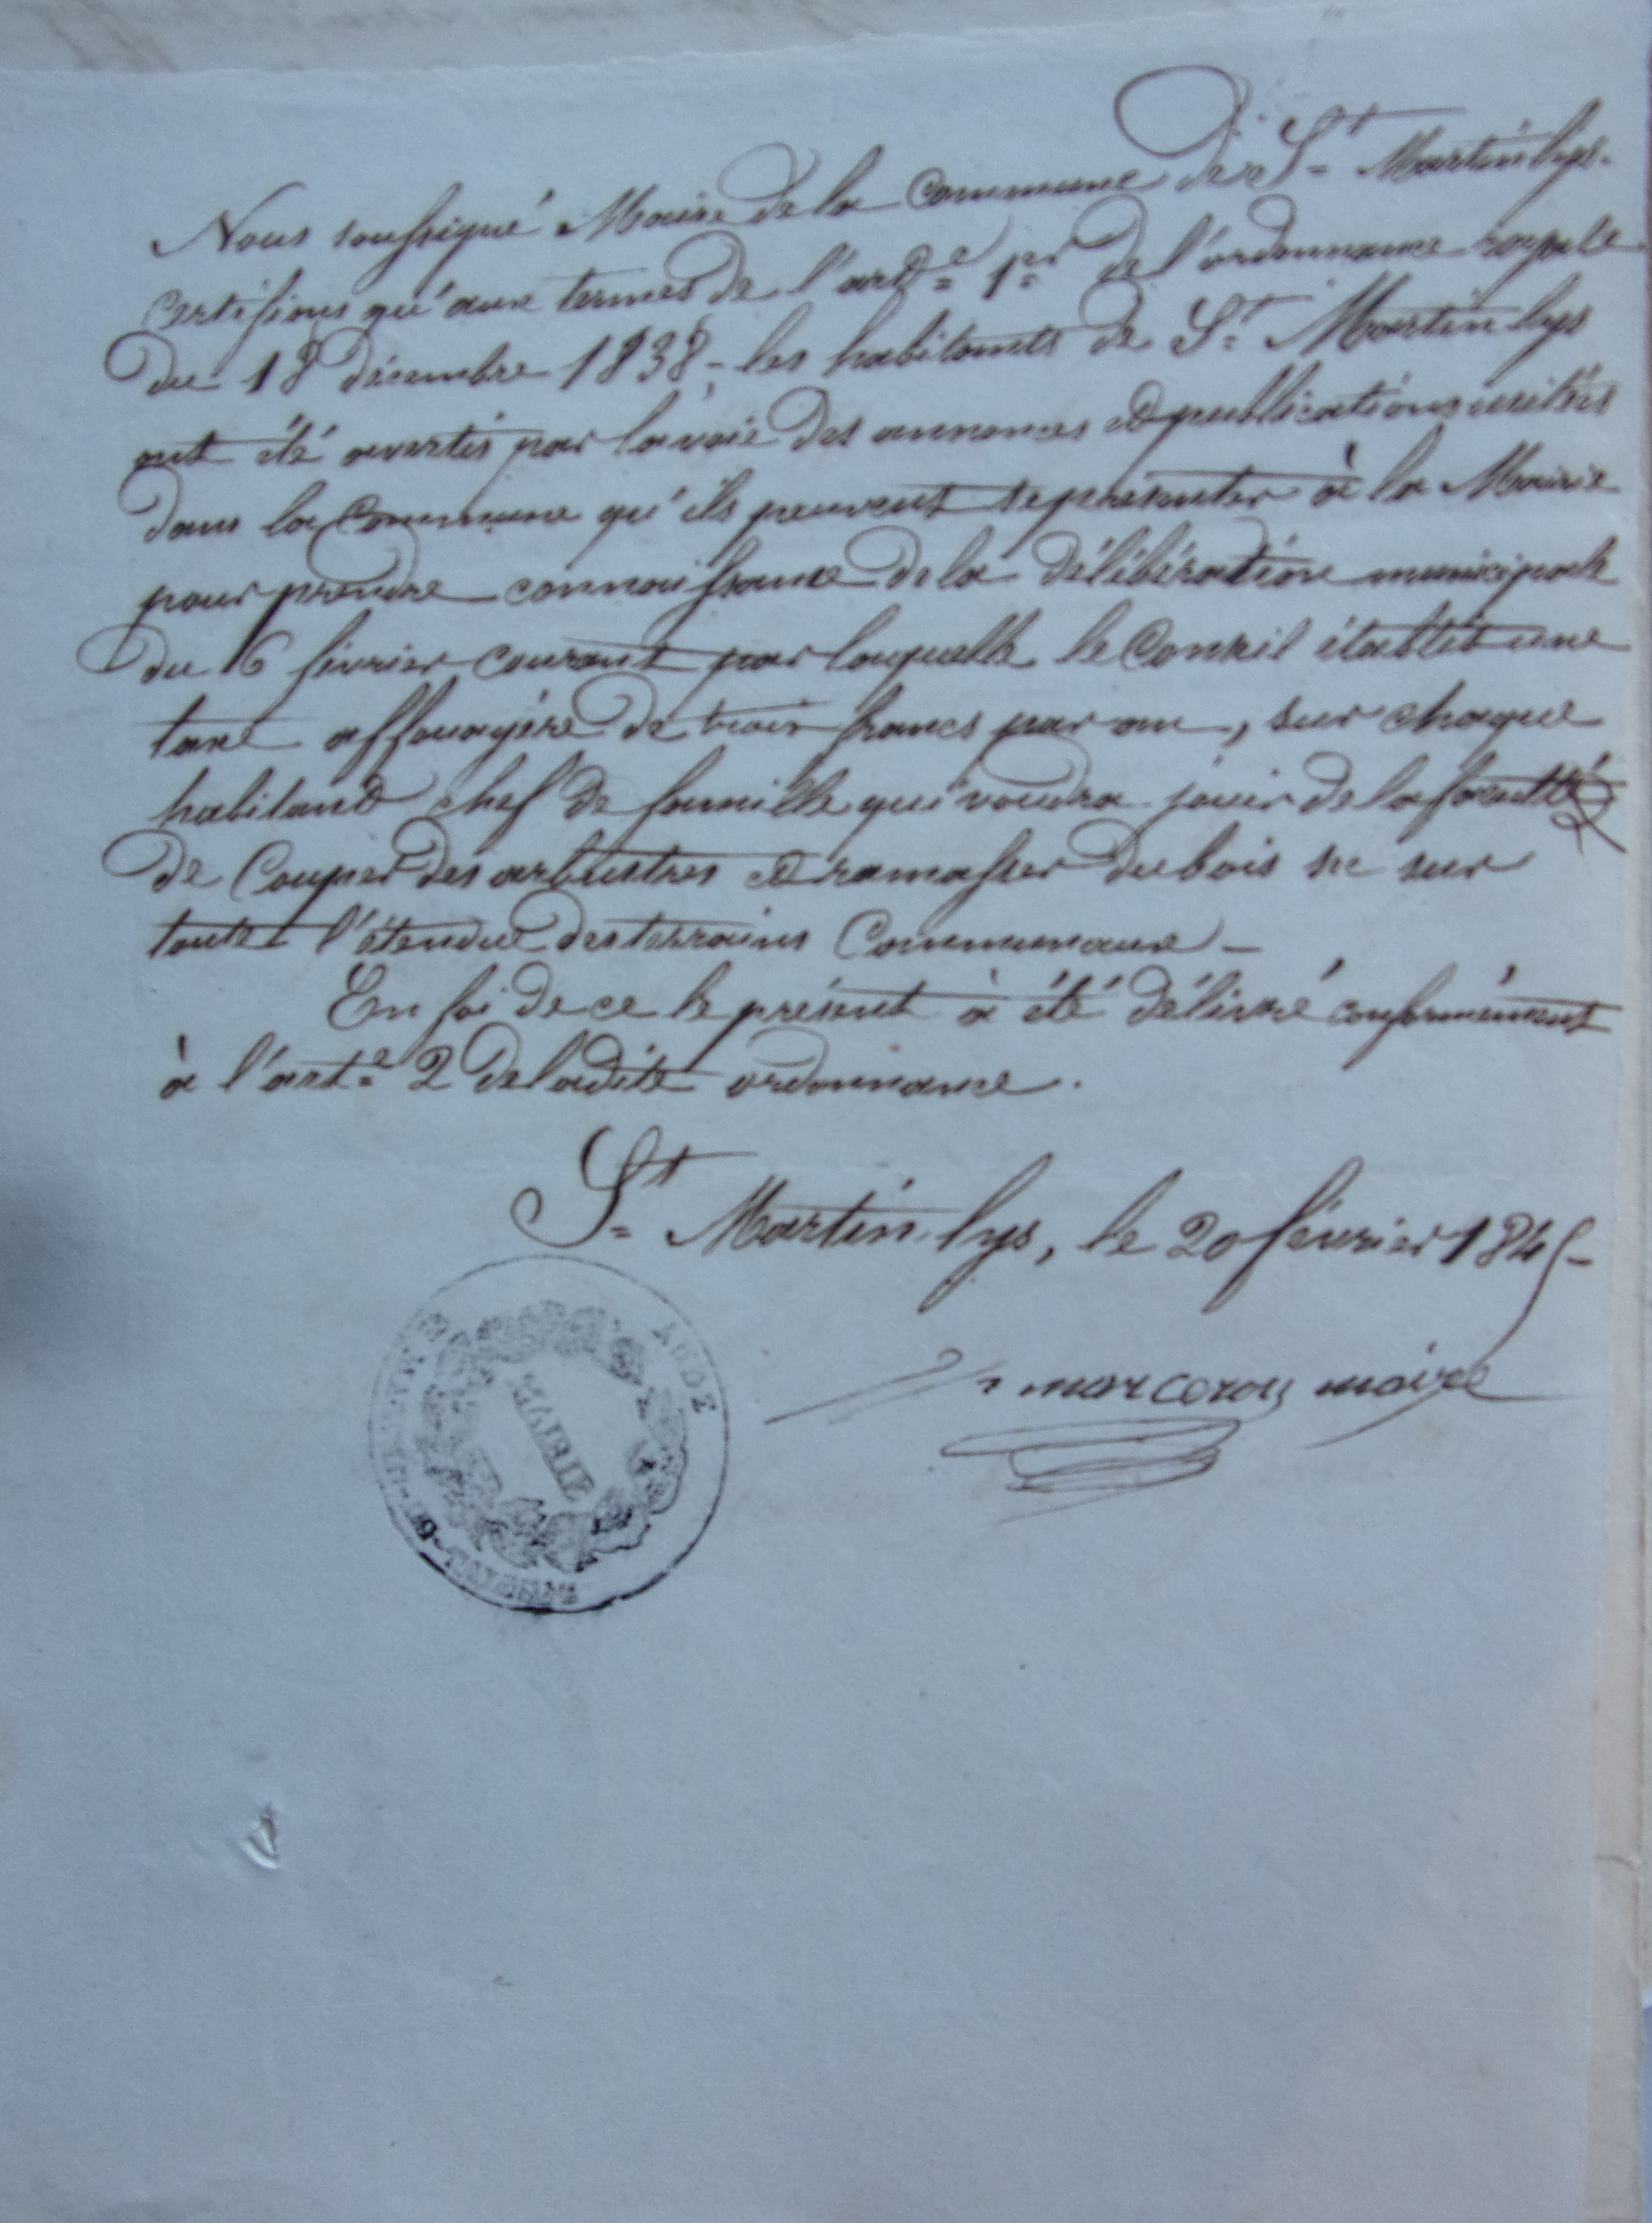 Nous soussigné Maire de la commune de St Martin lys.
certifions qu'aux termes de l'arte 1er de l'ordonnance royale
du 18 décembre 1838, les habitants de St Martin lys
ont été avertis par la voie des annonces et publications usitées
dans la Commune qu'ils peuvent se présenter à la Mairie
pour prendre connaissance de la délibération municipale
du 6 février courant par laquelle le Conseil établit une
taxe affouagère de trois francs par an, sur chaque
habitant chef de famille qui voudra jouir de la faculté
de Couper des arbustres et ramasser du bois sec sur
toute l'étendue des terrains Communaux -
En foi de ce le présent à été délivré conformément
à l'arte 2 de ladite ordonnance.
St Martin lys, le 20 février 1845 -
marcerou maire
AUDE
MAIRIE